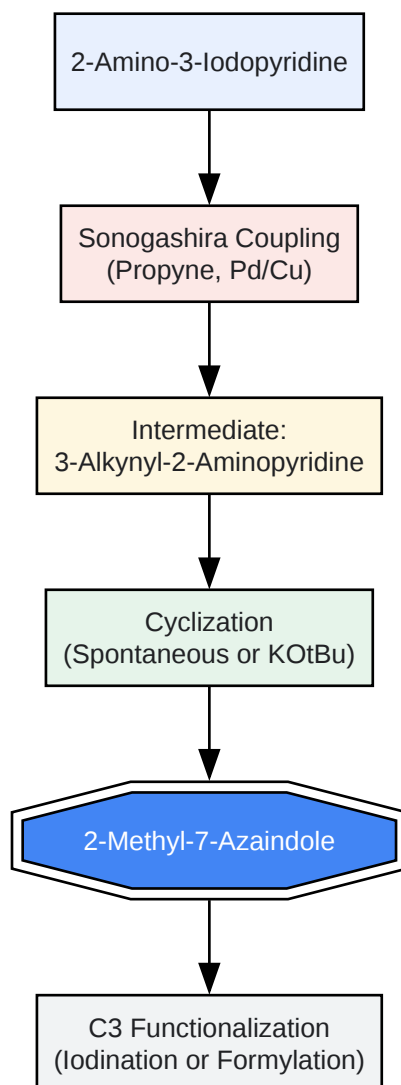 2-Amino-3-Iodopyridine
Sonogashira Coupling
(Propyne, Pd/Cu)
Intermediate:
3-Alkynyl-2-Aminopyridine
Cyclization
(Spontaneous or KOtBu)
2-Methyl-7-Azaindole
C3 Functionalization
(Iodination or Formylation)